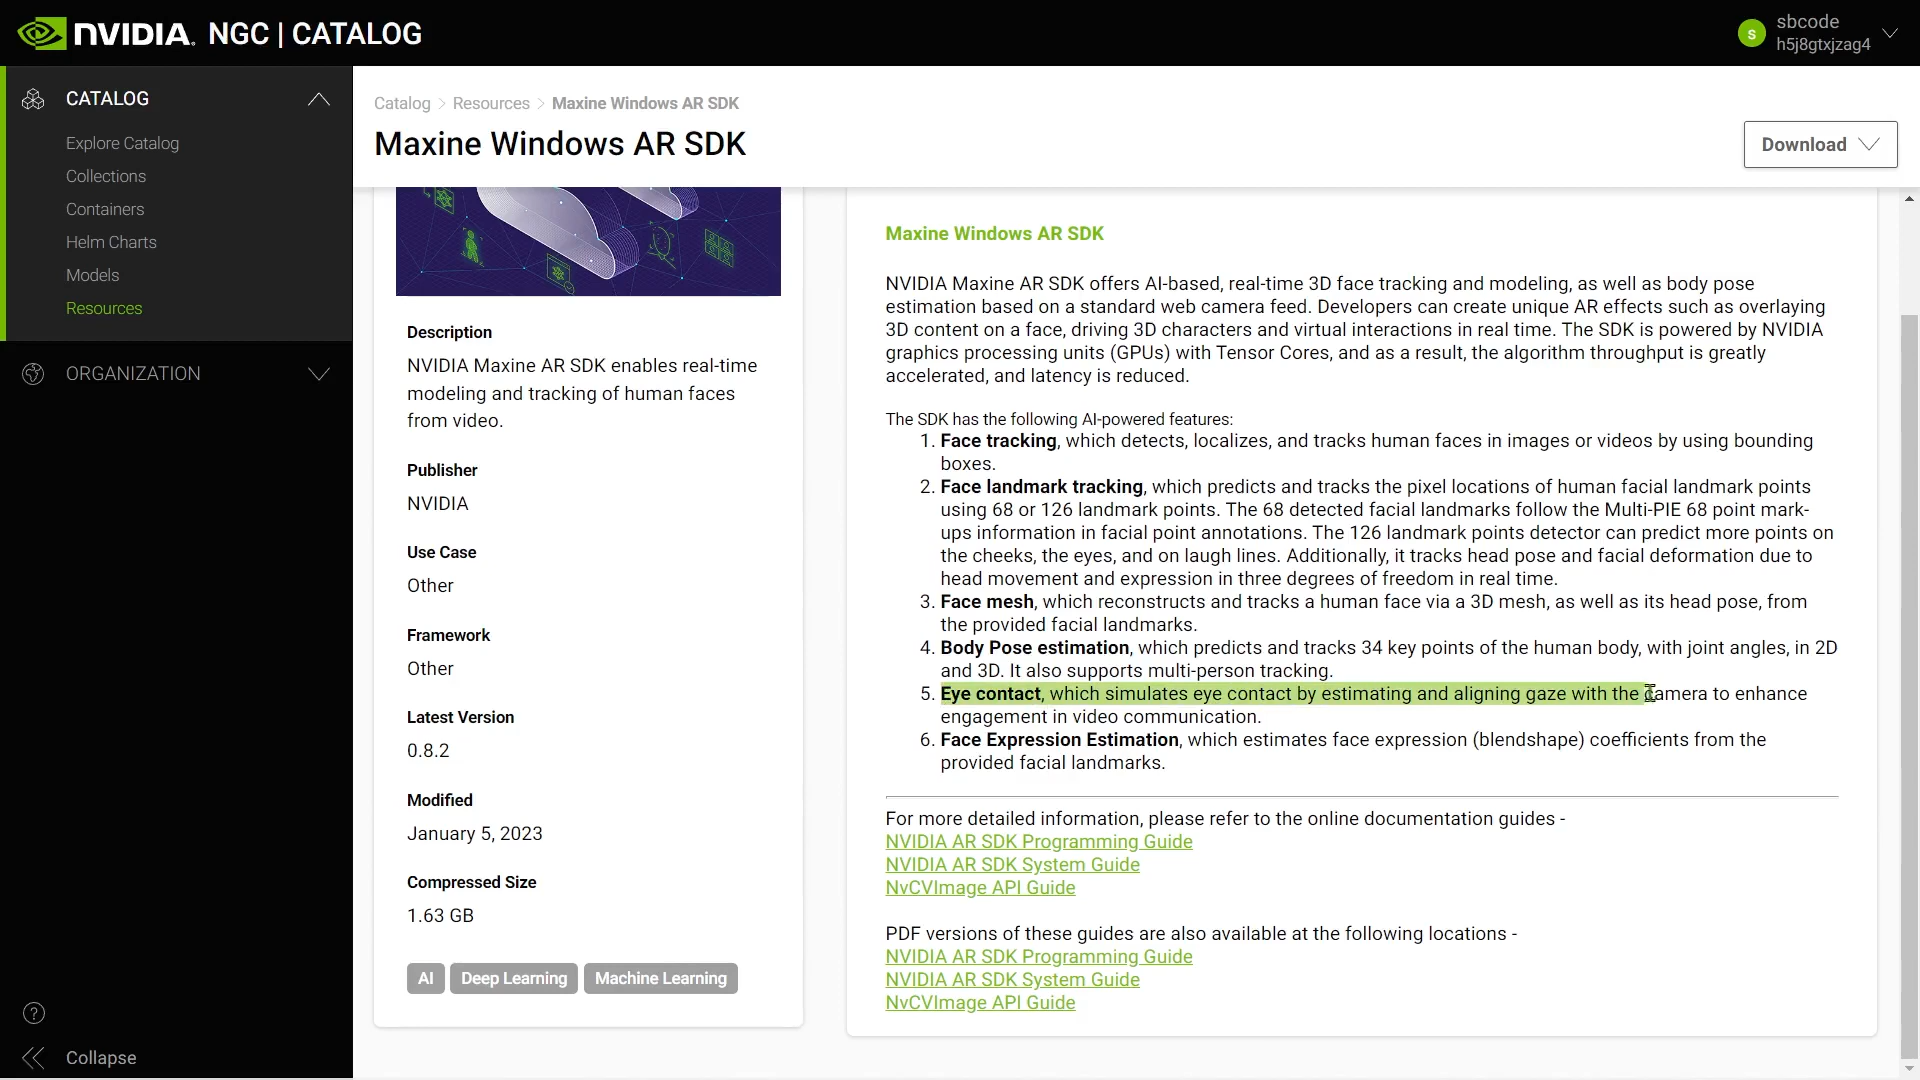 NVIDIA. NGC | CATALOG
s
sbcode
h5j8gtxjzag4
CATALOG
Explore Catalog
Collections
Containers
Helm Charts
Models
Resources
ORGANIZATION
Collapse
Catalog > Resources > Maxine Windows AR SDK
Maxine Windows AR SDK
Download
Description
NVIDIA Maxine AR SDK enables real-time
modeling and tracking of human faces
from video.
Publisher
NVIDIA
Use Case
Other
Framework
Other
Latest Version
0.8.2
Modified
January 5, 2023
Compressed Size
1.63 GB
AI Deep Learning Machine Learning
Maxine Windows AR SDK
NVIDIA Maxine AR SDK offers AI-based, real-time 3D face tracking and modeling, as well as body pose
estimation based on a standard web camera feed. Developers can create unique AR effects such as overlaying
3D content on a face, driving 3D characters and virtual interactions in real time. The SDK is powered by NVIDIA
graphics processing units (GPUs) with Tensor Cores, and as a result, the algorithm throughput is greatly
accelerated, and latency is reduced.
The SDK has the following AI-powered features:
1. Face tracking, which detects, localizes, and tracks human faces in images or videos by using bounding
boxes.
2. Face landmark tracking, which predicts and tracks the pixel locations of human facial landmark points
using 68 or 126 landmark points. The 68 detected facial landmarks follow the Multi-PIE 68 point mark-
ups information in facial point annotations. The 126 landmark points detector can predict more points on
the cheeks, the eyes, and on laugh lines. Additionally, it tracks head pose and facial deformation due to
head movement and expression in three degrees of freedom in real time.
3. Face mesh, which reconstructs and tracks a human face via a 3D mesh, as well as its head pose, from
the provided facial landmarks.
4. Body Pose estimation, which predicts and tracks 34 key points of the human body, with joint angles, in 2D
and 3D. It also supports multi-person tracking.
5. Eye contact, which simulates eye contact by estimating and aligning gaze with the camera to enhance
engagement in video communication.
6. Face Expression Estimation, which estimates face expression (blendshape) coefficients from the
provided facial landmarks.
For more detailed information, please refer to the online documentation guides -
NVIDIA AR SDK Programming Guide
NVIDIA AR SDK System Guide
NvCVImage API Guide
PDF versions of these guides are also available at the following locations -
NVIDIA AR SDK Programming Guide
NVIDIA AR SDK System Guide
NvCVImage API Guide